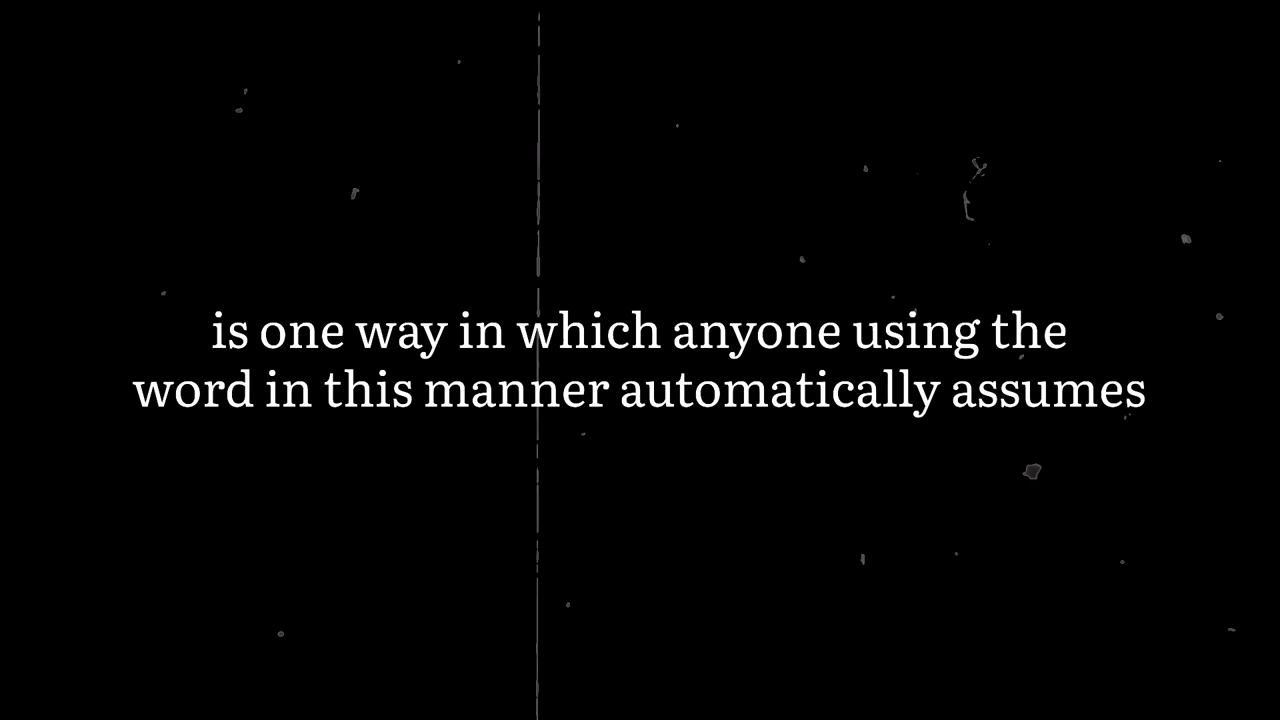 is one way in which anyone using the
word in this manner automatically assumes